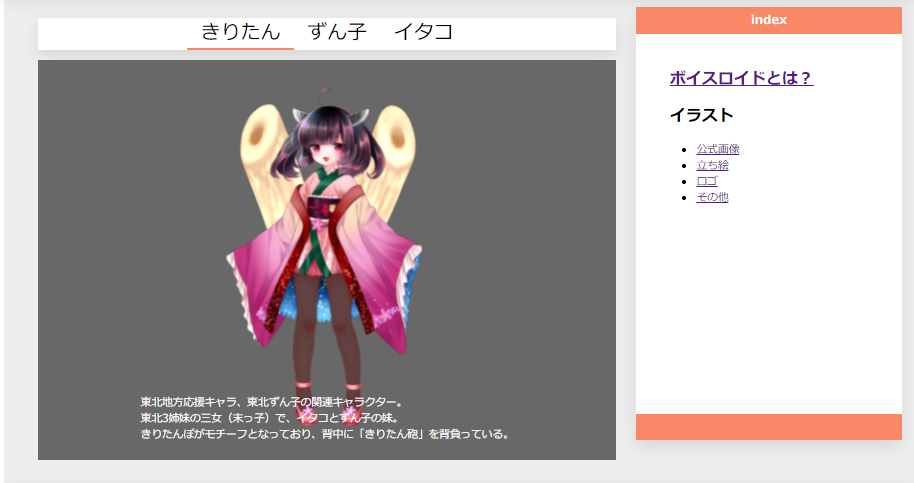 きりたん ずん子 イタコ
東北地方応援キャラ、東北ずん子の関連キャラクター。
東北3姉妹の三女（末っ子）で、イタコとずん子の妹。
きりたんぽがモチーフとなっており、背中に「きりたん砲」を背負っている。
index
ボイスロイドとは？
イラスト
公式画像
立ち絵
ロゴ
その他